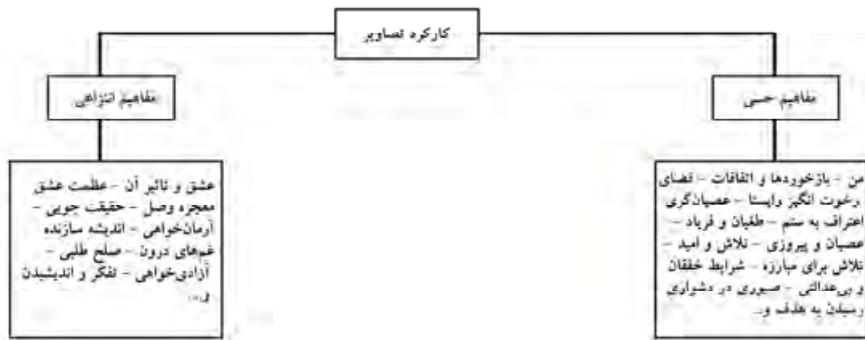 کارکرد تصاویر
مفاهیم حسی
من - بازخوردها و اتفاقات - فضای
رخوت انگیز وایستا - عصیان‌گری
اعتراف به ستم - طغیان و فریاد
عصیان و پیروزی - تلاش و امید -
تلاش برای مبارزه - شرایط خفقان
و بی‌عدالتی - صبوری در دشواری
رسیدن به هدف و...
مفاهیم انتزاعی
عشق و تاثیر آن - عظمت عشق
معجزه وصل - حقیقت جویی -
آرمان‌خواهی - اندیشه سازنده
غم‌های درون - صلح طلبی -
آزادی‌خواهی - تفکر و اندیشیدن
و...